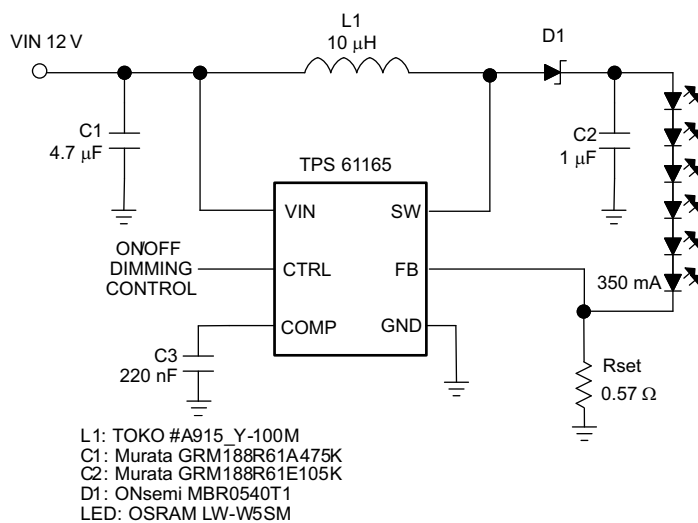 L1
10 μH
D1
VIN 12 V
C1
4.7 μF
C2
1 μF
TPS 61165
VIN
SW
ON/OFF
DIMMING
CONTROL
CTRL
FB
350 mA
COMP
GND
C3
220 nF
Rset
0.57 Ω
L1: TOKO #A915_Y-100M
C1: Murata GRM188R61A475K
C2: Murata GRM188R61E105K
D1: ONsemi MBR0540T1
LED: OSRAM LW-W5SM